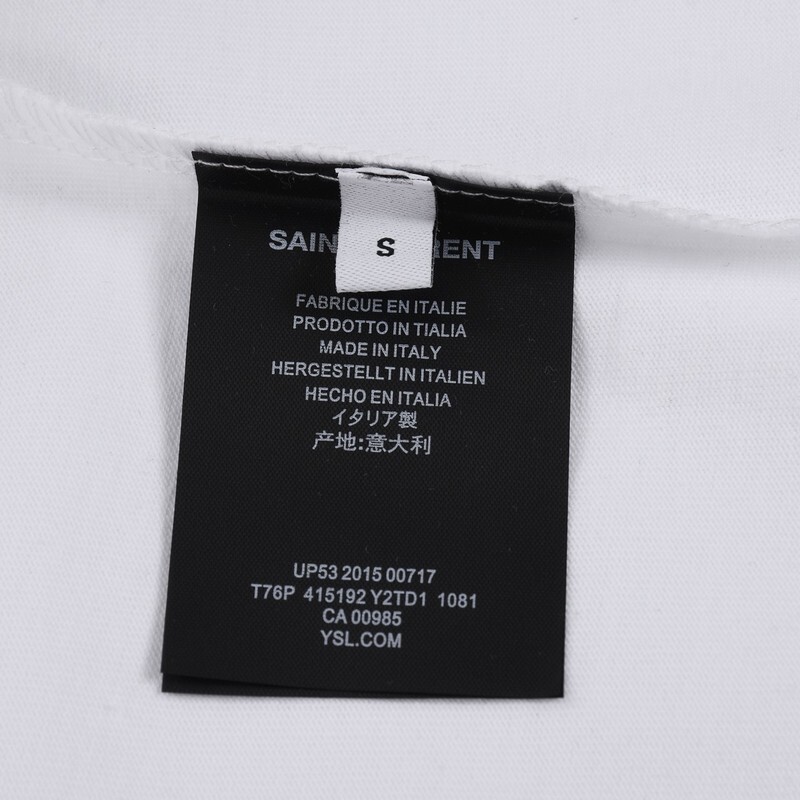 SAIN RENT
S
FABRIQUE EN ITALIE
PRODOTTO IN TIALIA
MADE IN ITALY
HERGESTELLT IN ITALIEN
HECHO EN ITALIA
イタリア製
产地:意大利
UP53 2015 00717
T76P 415192 Y2TD1 1081
CA 00985
YSL.COM